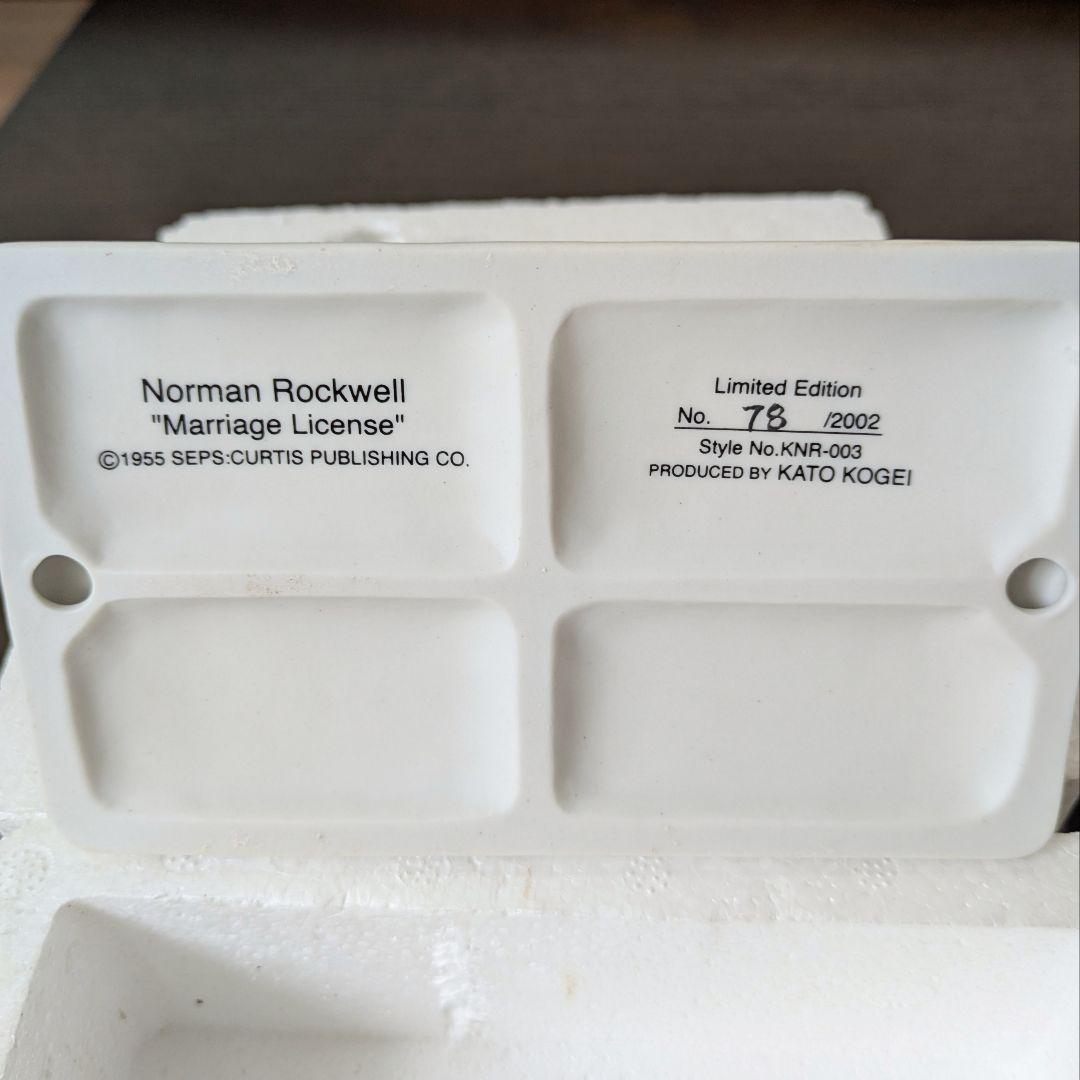 Norman Rockwell
"Marriage License"
©1955 SEPS:CURTIS PUBLISHING CO.
Limited Edition
No. 78 /2002
Style No.KNR-003
PRODUCED BY KATO KOGEI